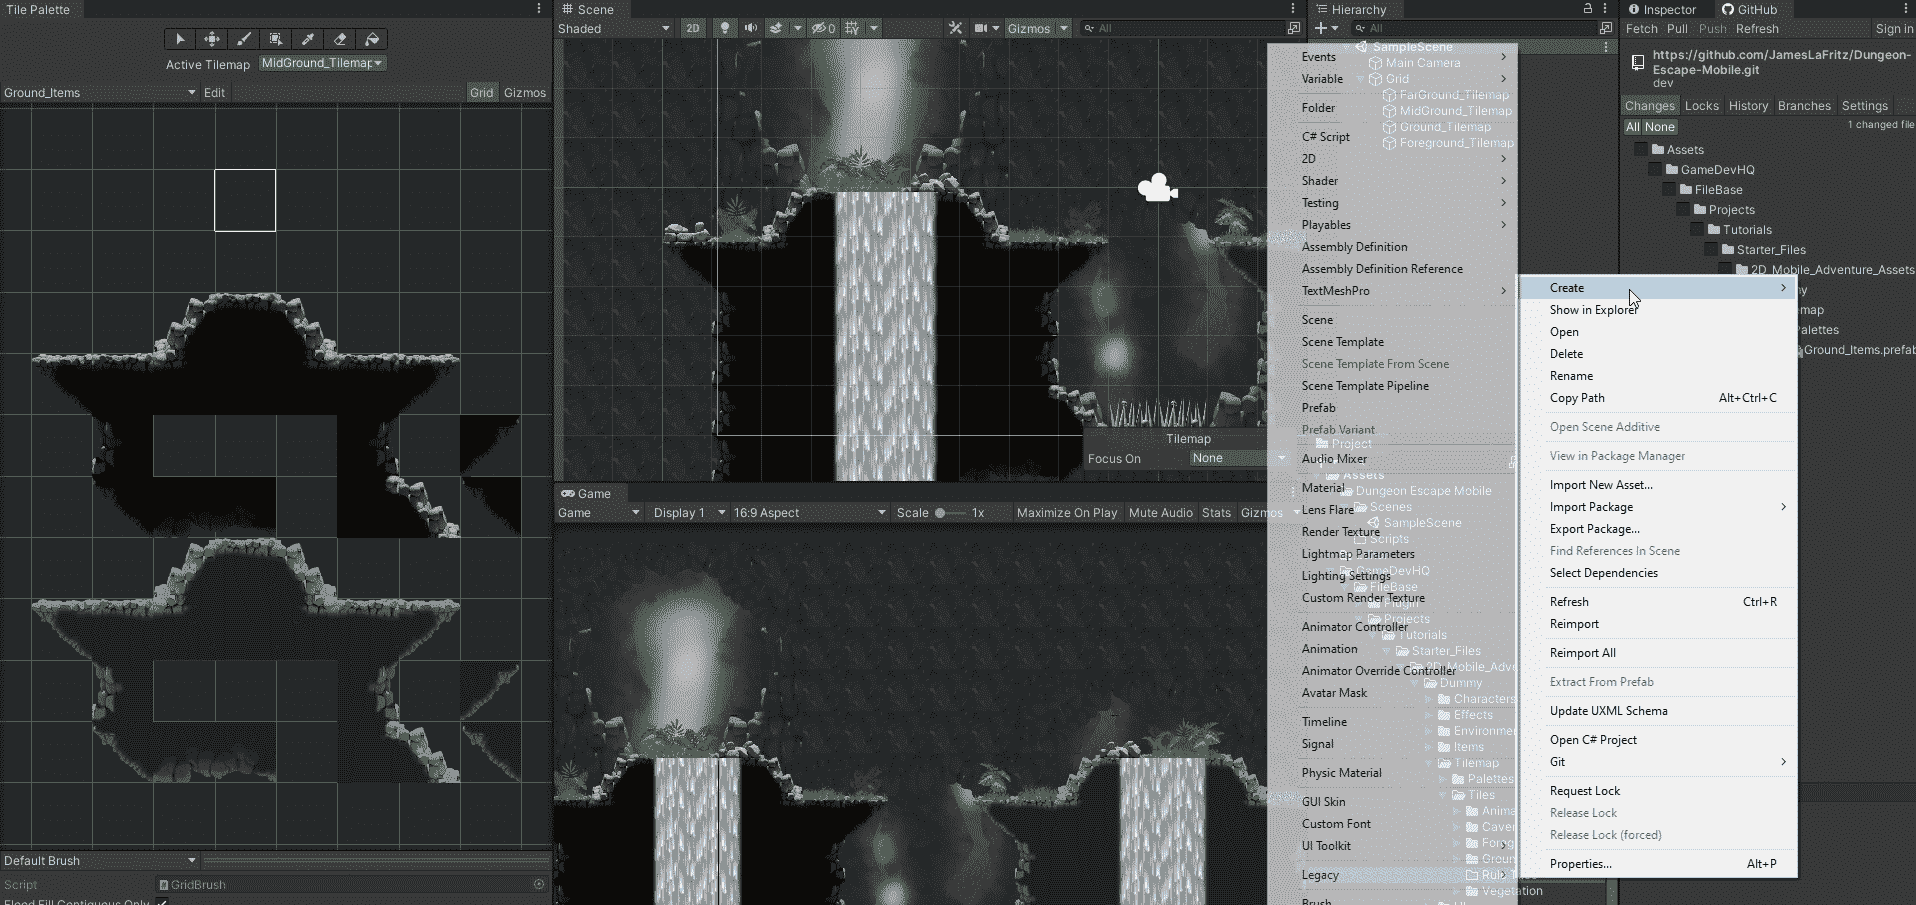 Tile Palette
Active Tilemap MidGround_Tilemap
Ground_Items Edit Grid Gizmos
Default Brush
Script GridBrush
Flood Fill Contiguous Only
Scene
Shaded 2D 0 Gizmos All
Tilemap
Focus On None
Game
Game Display 1 16:9 Aspect Scale 1x Maximize On Play Mute Audio Stats Gizmos
Hierarchy
All
SampleScene
Main Camera
Grid
FarGround_Tilemap
MidGround_Tilemap
Ground_Tilemap
Foreground_Tilemap
Events
Variable
Folder
C# Script
2D
Shader
Testing
Playables
Assembly Definition
Assembly Definition Reference
TextMeshPro
Scene
Scene Template
Scene Template From Scene
Scene Template Pipeline
Prefab
Prefab Variant
Audio Mixer
Material
Lens Flare
Render Texture
Lightmap Parameters
Lighting Settings
Custom Render Texture
Animator Controller
Animation
Animator Override Controller
Avatar Mask
Timeline
Signal
Physic Material
GUI Skin
Custom Font
UI Toolkit
Legacy
Brush
Project
Assets
Dungeon Escape Mobile
Scenes
SampleScene
Scripts
GameDevHQ
FileBase
Plugin
Projects
Tutorials
Starter_Files
2D_Mobile_Adve
Dummy
Characters
Effects
Environmen
Items
Tilemap
Palettes
Tiles
Anima
Caver
Foreg
Groun
Rul
Vegetation
UI
Inspector GitHub
Fetch Pull Push Refresh Sign in
https://github.com/JamesLaFritz/Dungeon-
Escape-Mobile.git
dev
Changes Locks History Branches Settings
All None 1 changed file
Assets
GameDevHQ
FileBase
Projects
Tutorials
Starter_Files
2D_Mobile_Adventure_Assets
my
emap
Palettes
Ground_Items.prefab
Create
Show in Explorer
Open
Delete
Rename
Copy Path Alt+Ctrl+C
Open Scene Additive
View in Package Manager
Import New Asset...
Import Package
Export Package...
Find References In Scene
Select Dependencies
Refresh Ctrl+R
Reimport
Reimport All
Extract From Prefab
Update UXML Schema
Open C# Project
Git
Request Lock
Release Lock
Release Lock (forced)
Properties... Alt+P